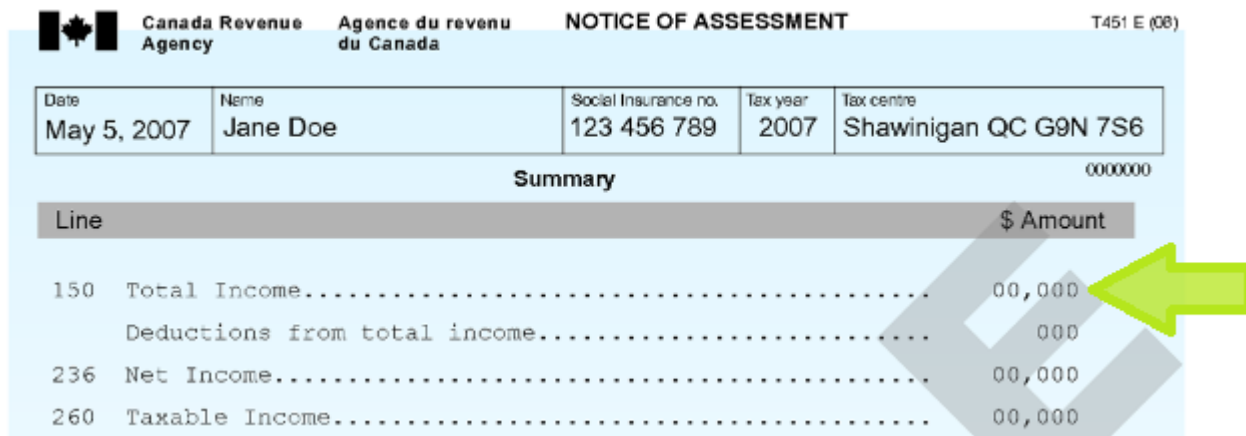 Canada Revenue Agence du revenu NOTICE OF ASSESSMENT T451 E (08)
Agency du Canada
Date Name Social Insurance no. Tax year Tax centre
May 5, 2007 Jane Doe 123 456 789 2007 Shawinigan QC G9N 7S6
Summary 0000000
Line $ Amount
150 Total Income........................................... 00,000
Deductions from total income........................... 000
236 Net Income............................................. 00,000
260 Taxable Income......................................... 00,000
E